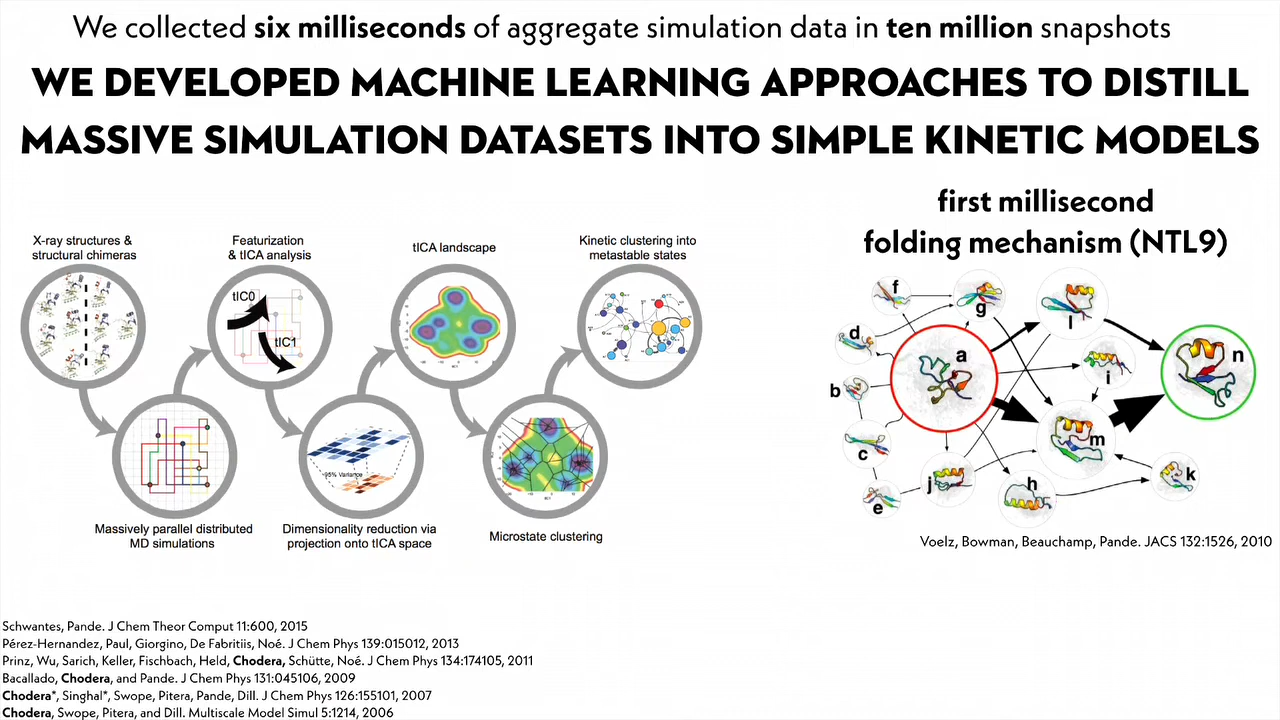 We collected six milliseconds of aggregate simulation data in ten million snapshots
WE DEVELOPED MACHINE LEARNING APPROACHES TO DISTILL
MASSIVE SIMULATION DATASETS INTO SIMPLE KINETIC MODELS
first millisecond
folding mechanism (NTL9)
X-ray structures &
structural chimeras
Featurization
& tICA analysis
tICA landscape
Kinetic clustering into
metastable states
tIC0
tIC1
~95% Variance
Massively parallel distributed
MD simulations
Dimensionality reduction via
projection onto tICA space
Microstate clustering
f
g
l
d
a
n
i
b
m
c
k
j
h
e
Voelz, Bowman, Beauchamp, Pande. JACS 132:1526, 2010
Schwantes, Pande. J Chem Theor Comput 11:600, 2015
Pérez-Hernandez, Paul, Giorgino, De Fabritiis, Noé. J Chem Phys 139:015012, 2013
Prinz, Wu, Sarich, Keller, Fischbach, Held, Chodera, Schütte, Noé. J Chem Phys 134:174105, 2011
Bacallado, Chodera, and Pande. J Chem Phys 131:045106, 2009
Chodera*, Singhal*, Swope, Pitera, Pande, Dill. J Chem Phys 126:155101, 2007
Chodera, Swope, Pitera, and Dill. Multiscale Model Simul 5:1214, 2006